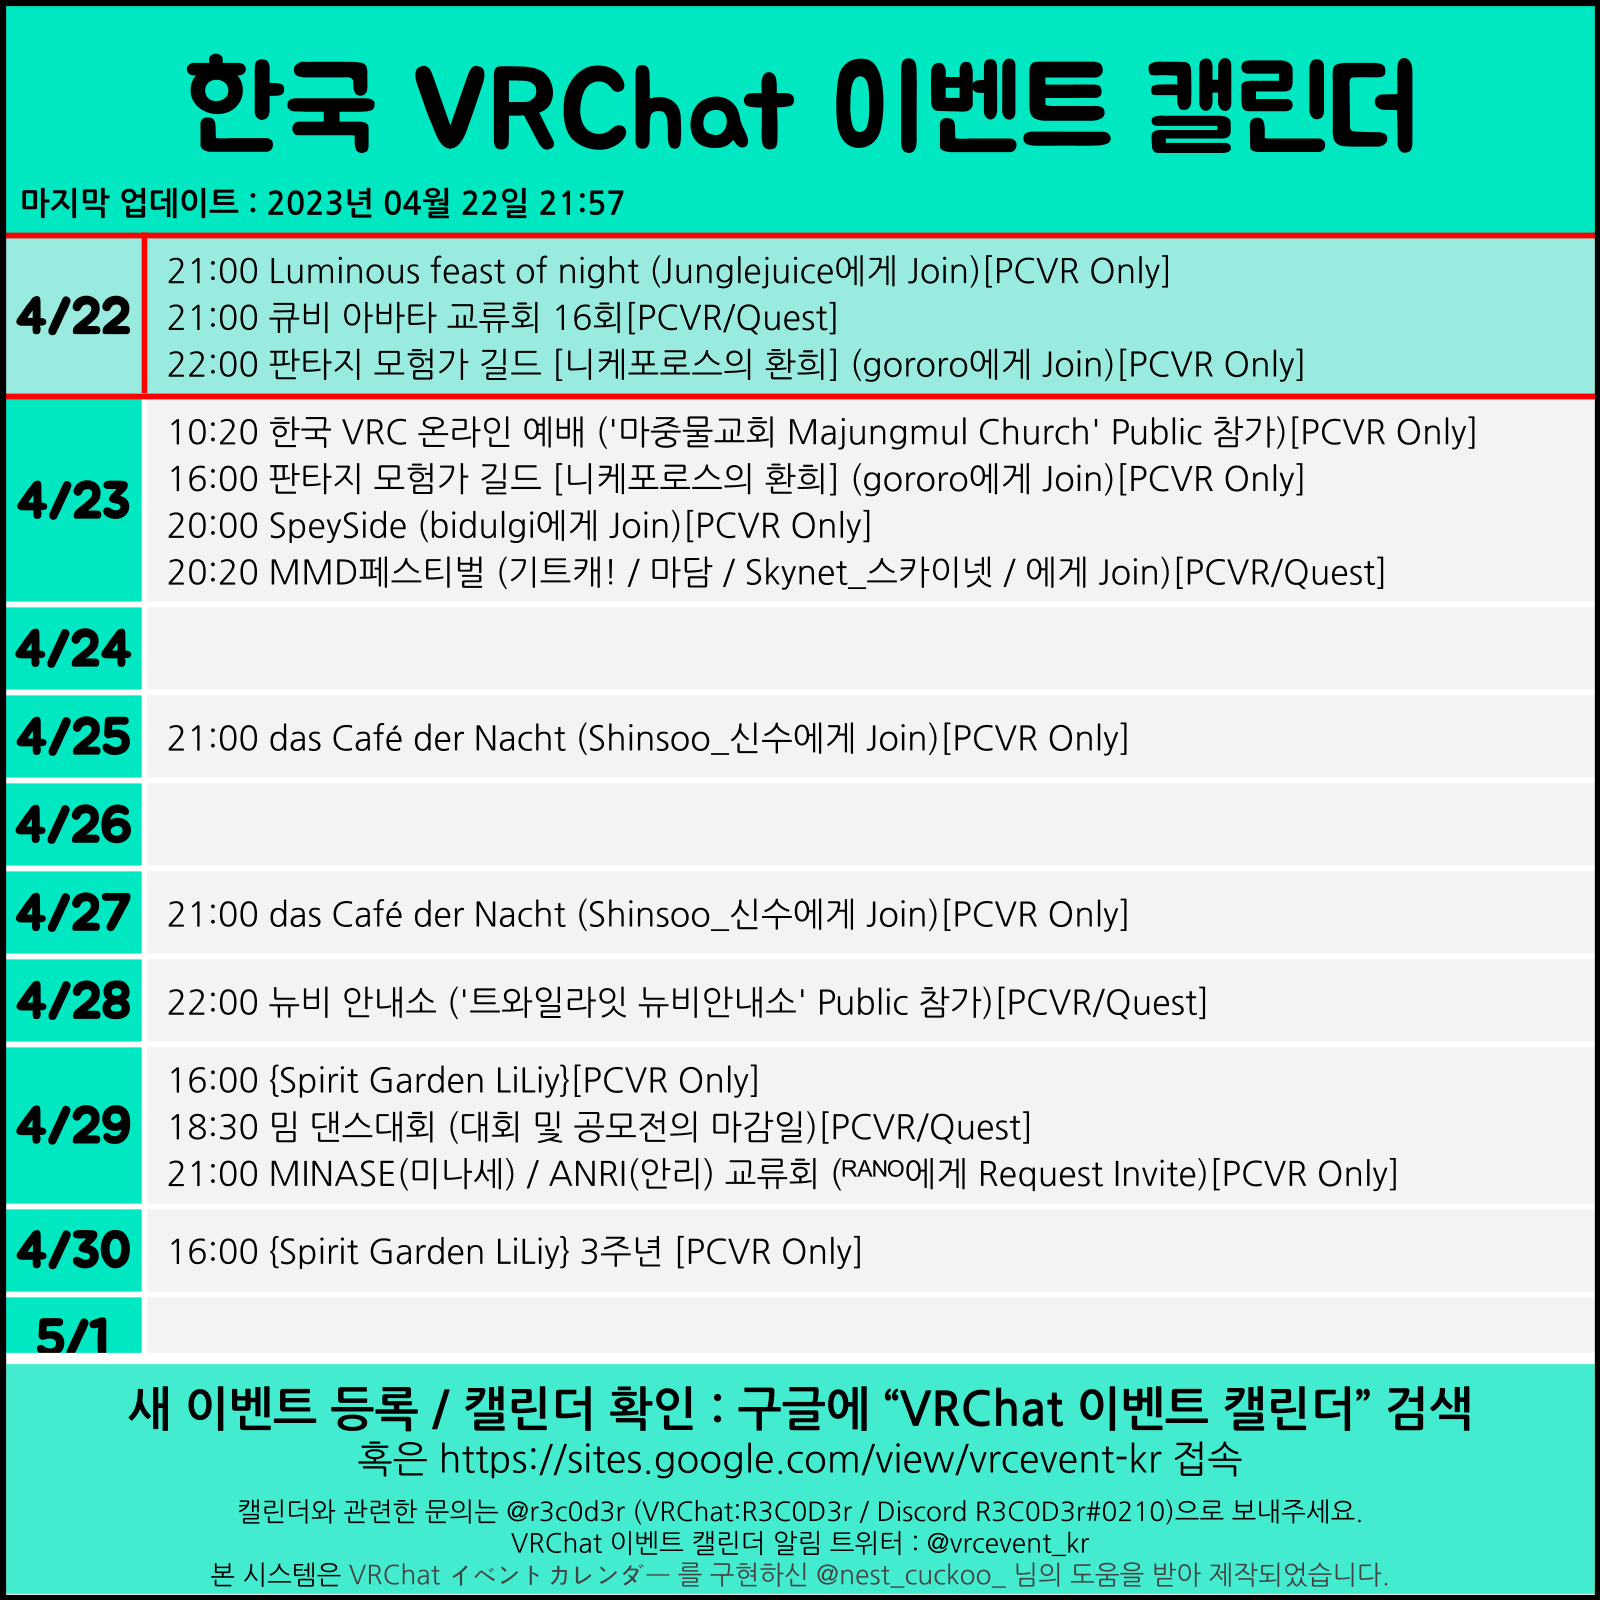 한국 VRChat 이벤트 캘린더
마지막 업데이트 : 2023년 04월 22일 21:57
4/22
21:00 Luminous feast of night (Junglejuice에게 Join)[PCVR Only]
21:00 큐비 아바타 교류회 16회[PCVR/Quest]
22:00 판타지 모험가 길드 [니케포로스의 환희] (gororo에게 Join)[PCVR Only]
4/23
10:20 한국 VRC 온라인 예배 ('마중물교회 Majungmul Church' Public 참가)[PCVR Only]
16:00 판타지 모험가 길드 [니케포로스의 환희] (gororo에게 Join)[PCVR Only]
20:00 SpeySide (bidulgi에게 Join)[PCVR Only]
20:20 MMD페스티벌 (기트캐! / 마담 / Skynet_스카이넷 / 에게 Join)[PCVR/Quest]
4/24
4/25
21:00 das Café der Nacht (Shinsoo_신수에게 Join)[PCVR Only]
4/26
4/27
21:00 das Café der Nacht (Shinsoo_신수에게 Join)[PCVR Only]
4/28
22:00 뉴비 안내소 ('트와일라잇 뉴비안내소' Public 참가)[PCVR/Quest]
4/29
16:00 {Spirit Garden LiLiy}[PCVR Only]
18:30 밈 댄스대회 (대회 및 공모전의 마감일)[PCVR/Quest]
21:00 MINASE(미나세) / ANRI(안리) 교류회 (ᴿᴬᴺᴼ에게 Request Invite)[PCVR Only]
4/30
16:00 {Spirit Garden LiLiy} 3주년 [PCVR Only]
5/1
새 이벤트 등록 / 캘린더 확인 : 구글에 “VRChat 이벤트 캘린더” 검색
혹은 https://sites.google.com/view/vrcevent-kr 접속
캘린더와 관련한 문의는 @r3c0d3r (VRChat:R3C0D3r / Discord R3C0D3r#0210)으로 보내주세요.
VRChat 이벤트 캘린더 알림 트위터 : @vrcevent_kr
본 시스템은 VRChat イベントカレンダー 를 구현하신 @nest_cuckoo_ 님의 도움을 받아 제작되었습니다.